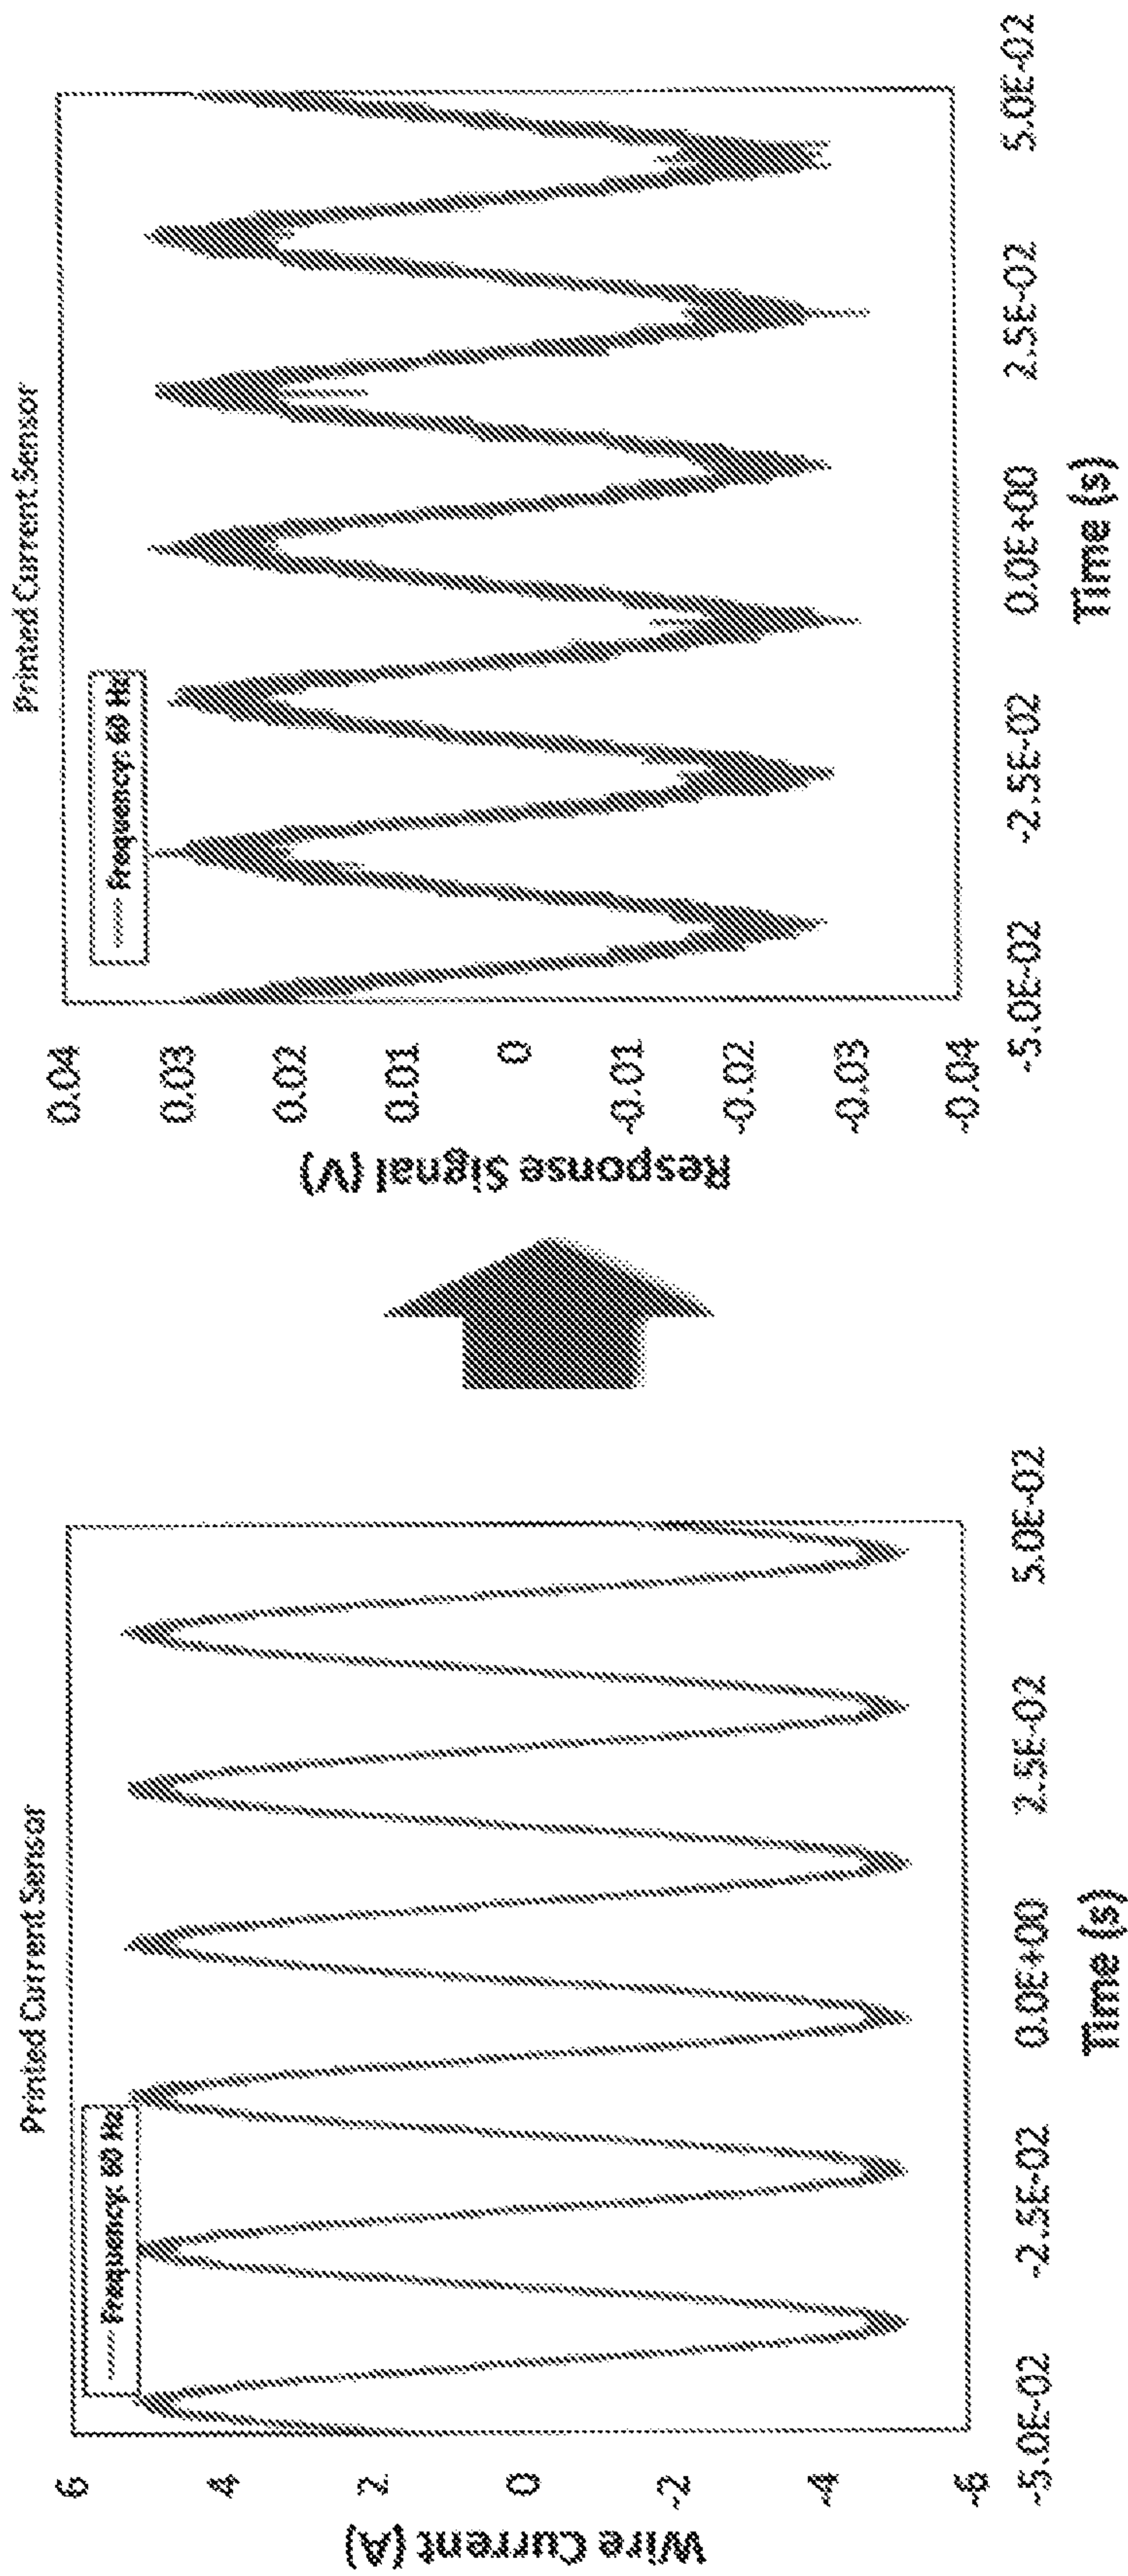 Printed Current Sensor
Frequency: 60 Hz
Wire Current (A)
6
4
2
0
-2
-4
-6
-5.0E-02
-2.5E-02
0.0E+00
2.5E-02
5.0E-02
Time (s)
Printed Current Sensor
Frequency: 60 Hz
Response Signal (V)
0.04
0.03
0.02
0.01
0
-0.01
-0.02
-0.03
-0.04
-5.0E-02
-2.5E-02
0.0E+00
2.5E-02
5.0E-02
Time (s)